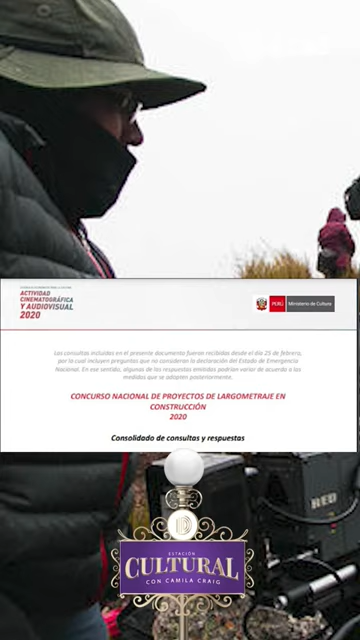 ACTIVIDAD
CINEMATOGRÁFICA
Y AUDIOVISUAL
2020
PERÚ Ministerio de Cultura
Las consultas incluidas en el presente documento fueron recibidas desde el día 25 de febrero,
por lo cual incluyen preguntas que no consideran la declaración del Estado de Emergencia
Nacional. En ese sentido, algunas de las respuestas emitidas podrían variar de acuerdo a las
medidas que se adopten posteriormente.
CONCURSO NACIONAL DE PROYECTOS DE LARGOMETRAJE EN
CONSTRUCCIÓN
2020
Consolidado de consultas y respuestas
RED
ESTACIÓN
CULTURAL
CON CAMILA CRAIG